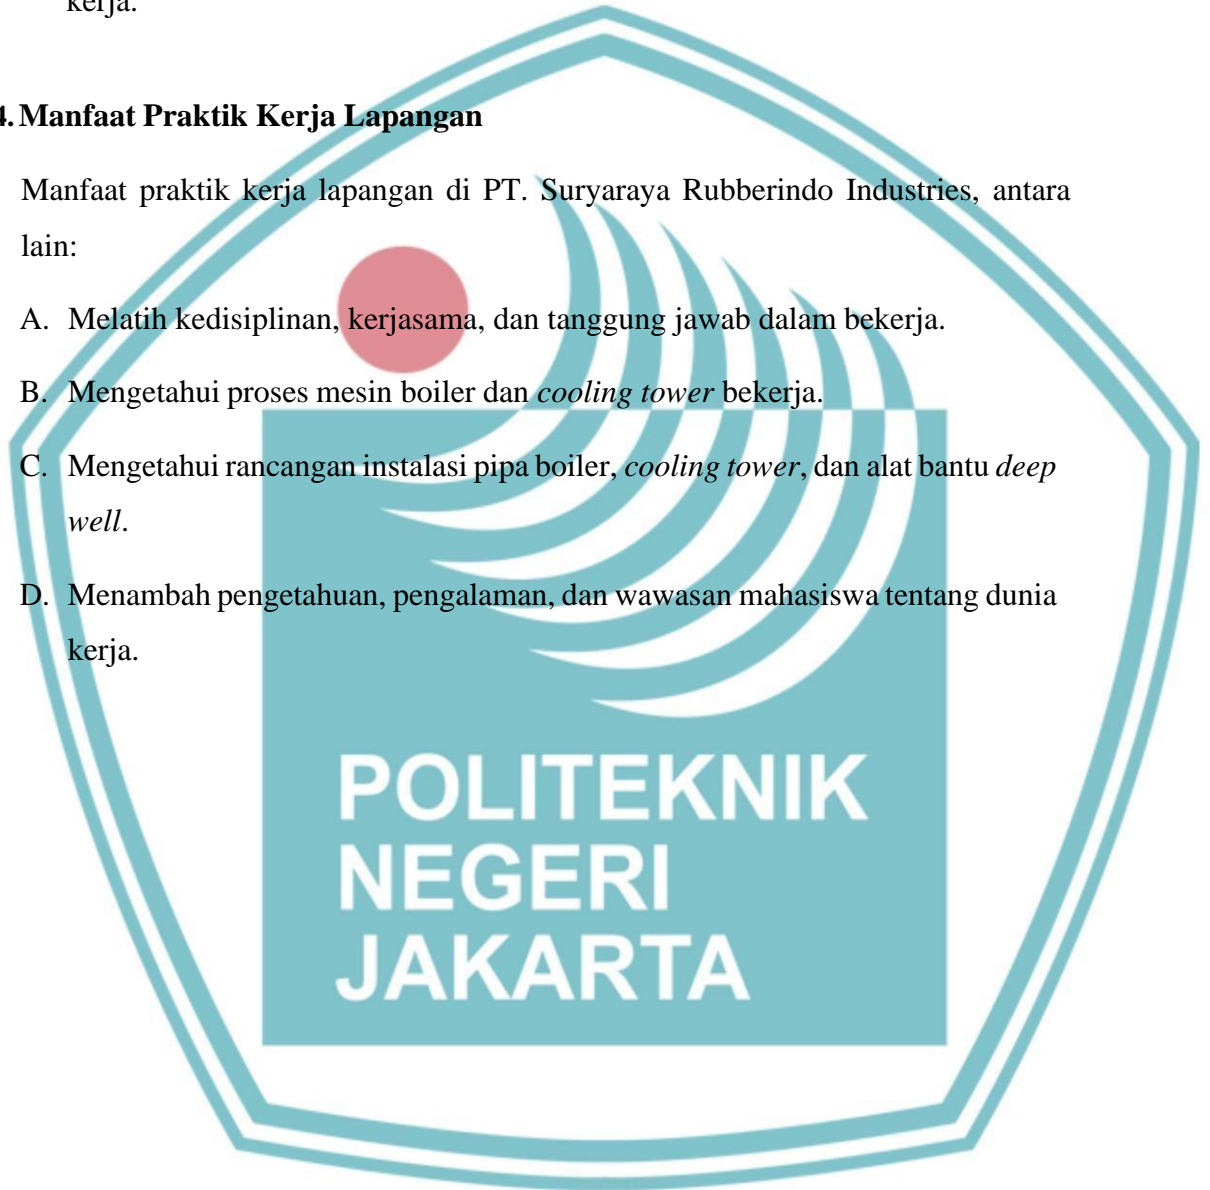 kerja.
4. Manfaat Praktik Kerja Lapangan
Manfaat praktik kerja lapangan di PT. Suryaraya Rubberindo Industries, antara
lain:
A. Melatih kedisiplinan, kerjasama, dan tanggung jawab dalam bekerja.
B. Mengetahui proses mesin boiler dan cooling tower bekerja.
C. Mengetahui rancangan instalasi pipa boiler, cooling tower, dan alat bantu deep
well.
D. Menambah pengetahuan, pengalaman, dan wawasan mahasiswa tentang dunia
kerja.
POLITEKNIK
NEGERI
JAKARTA